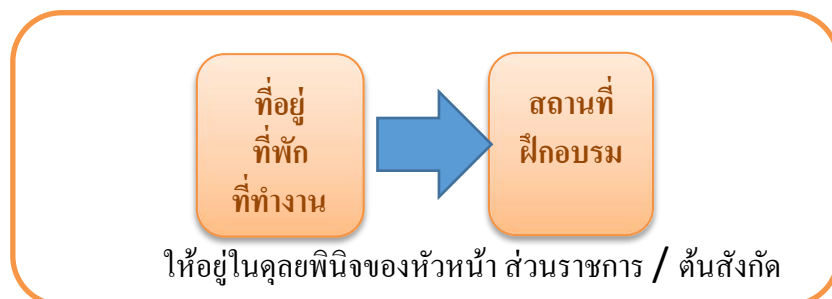 ที่อยู่
ที่พัก
ที่ทำงาน
สถานที่
ฝึกอบรม
ให้อยู่ในดุลยพินิจของหัวหน้า ส่วนราชการ / ต้นสังกัด